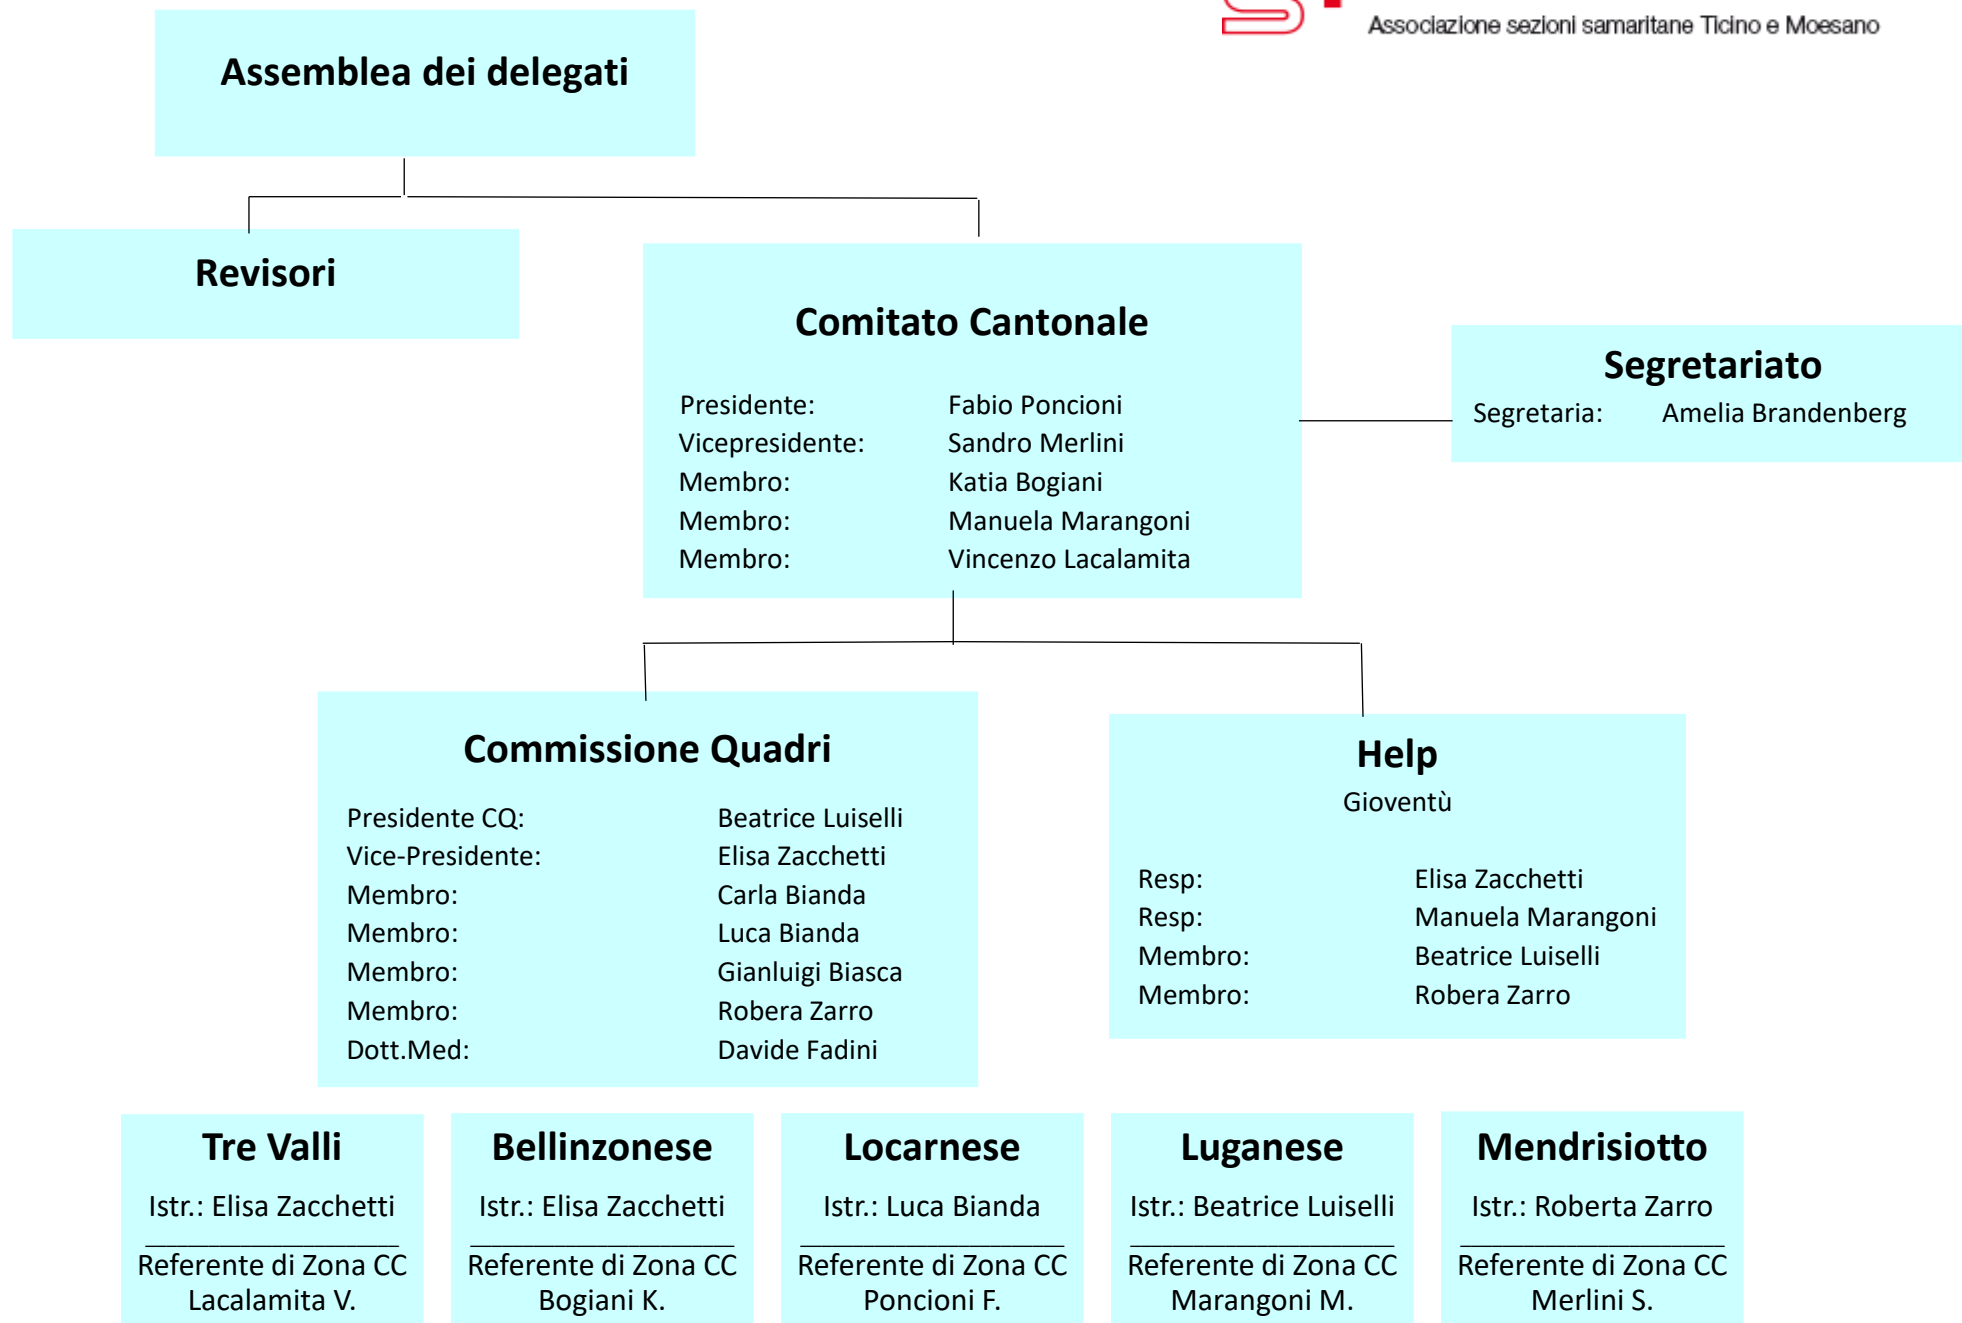 Associazione sezioni samaritane Ticino e Moesano
Assemblea dei delegati
Revisori
Comitato Cantonale
Presidente: Fabio Poncioni
Vicepresidente: Sandro Merlini
Membro: Katia Bogiani
Membro: Manuela Marangoni
Membro: Vincenzo Lacalamita
Segretariato
Segretaria: Amelia Brandenberg
Commissione Quadri
Presidente CQ: Beatrice Luiselli
Vice-Presidente: Elisa Zacchetti
Membro: Carla Bianda
Membro: Luca Bianda
Membro: Gianluigi Biasca
Membro: Robera Zarro
Dott.Med: Davide Fadini
Help
Gioventù
Resp: Elisa Zacchetti
Resp: Manuela Marangoni
Membro: Beatrice Luiselli
Membro: Robera Zarro
Tre Valli
Istr.: Elisa Zacchetti
Referente di Zona CC
Lacalamita V.
Bellinzonese
Istr.: Elisa Zacchetti
Referente di Zona CC
Bogiani K.
Locarnese
Istr.: Luca Bianda
Referente di Zona CC
Poncioni F.
Luganese
Istr.: Beatrice Luiselli
Referente di Zona CC
Marangoni M.
Mendrisiotto
Istr.: Roberta Zarro
Referente di Zona CC
Merlini S.